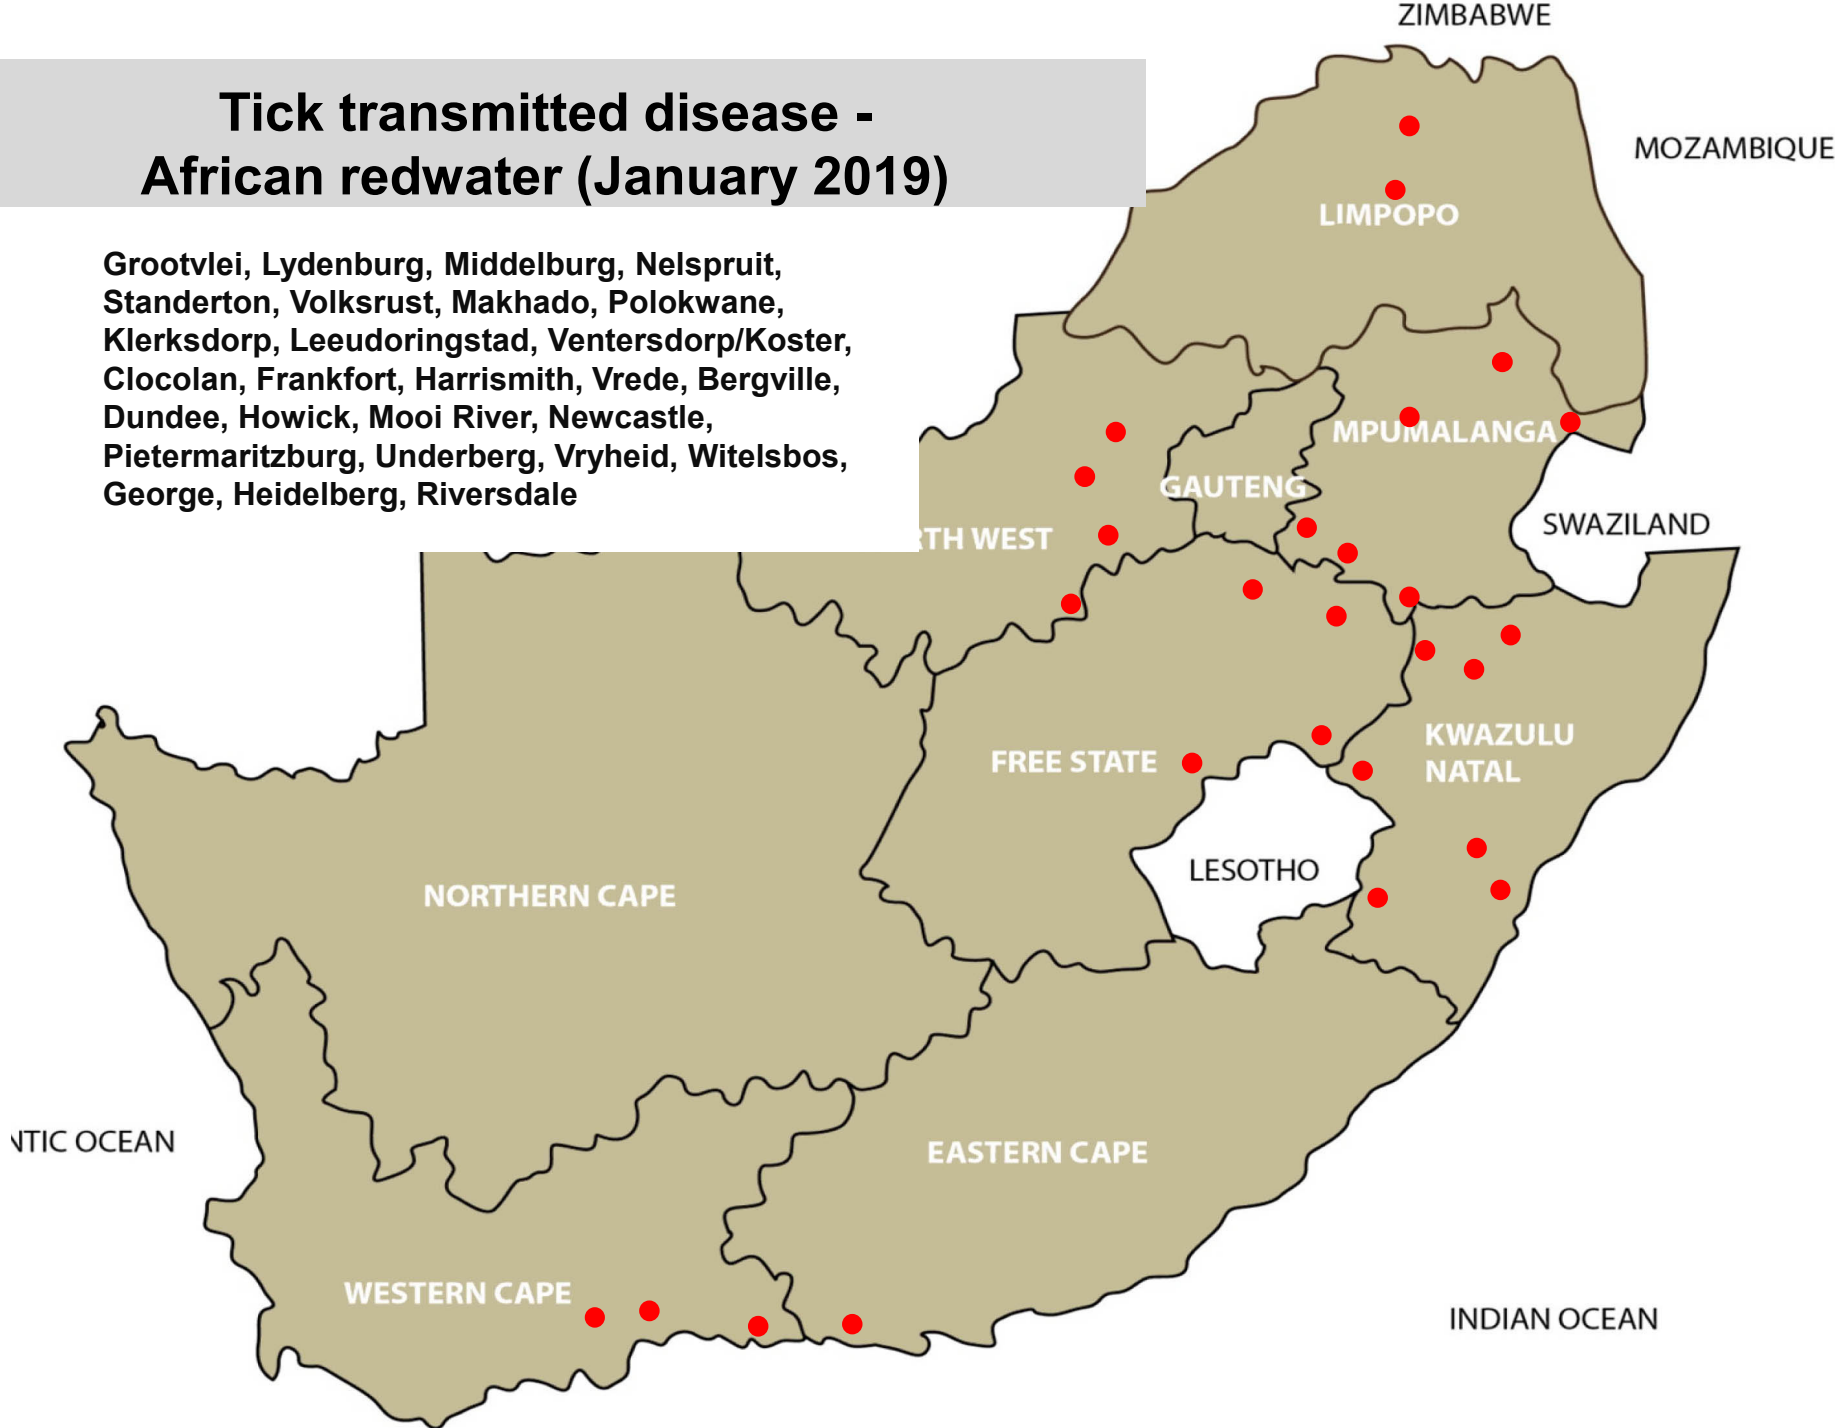 ZIMBABWE
Tick transmitted disease -
African redwater (January 2019)
MOZAMBIQUE
LIMPOPO
Grootvlei, Lydenburg, Middelburg, Nelspruit,
Standerton, Volksrust, Makhado, Polokwane,
Klerksdorp, Leeudoringstad, Ventersdorp/Koster,
Clocolan, Frankfort, Harrismith, Vrede, Bergville,
Dundee, Howick, Mooi River, Newcastle,
Pietermaritzburg, Underberg, Vryheid, Witelsbos,
George, Heidelberg, Riversdale
MPUMALANGA
GAUTENG
SWAZILAND
RTH WEST
KWAZULU
NATAL
FREE STATE
LESOTHO
NORTHERN CAPE
NTIC OCEAN
EASTERN CAPE
WESTERN CAPE
INDIAN OCEAN